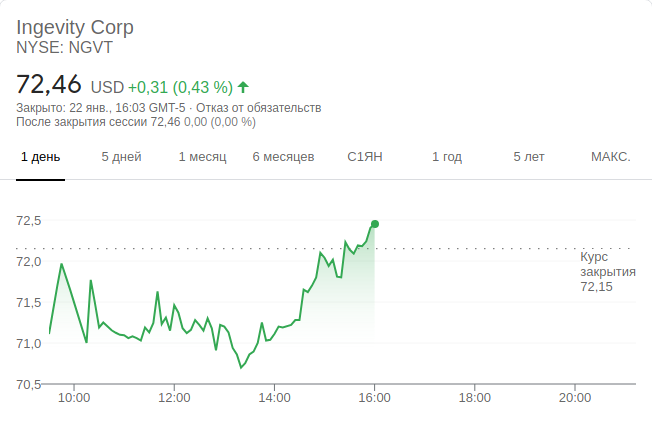 Ingevity Corp
NYSE: NGVT
72,46 USD +0,31 (0,43 %)
Закрыто: 22 янв., 16:03 GMT-5 · Отказ от обязательств
После закрытия сессии 72,46 0,00 (0,00 %)
1 день 5 дней 1 месяц 6 месяцев С1ЯН 1 год 5 лет МАКС.
72,5
72,0
71,5
71,0
70,5
Курс
закрытия
72,15
10:00 12:00 14:00 16:00 18:00 20:00